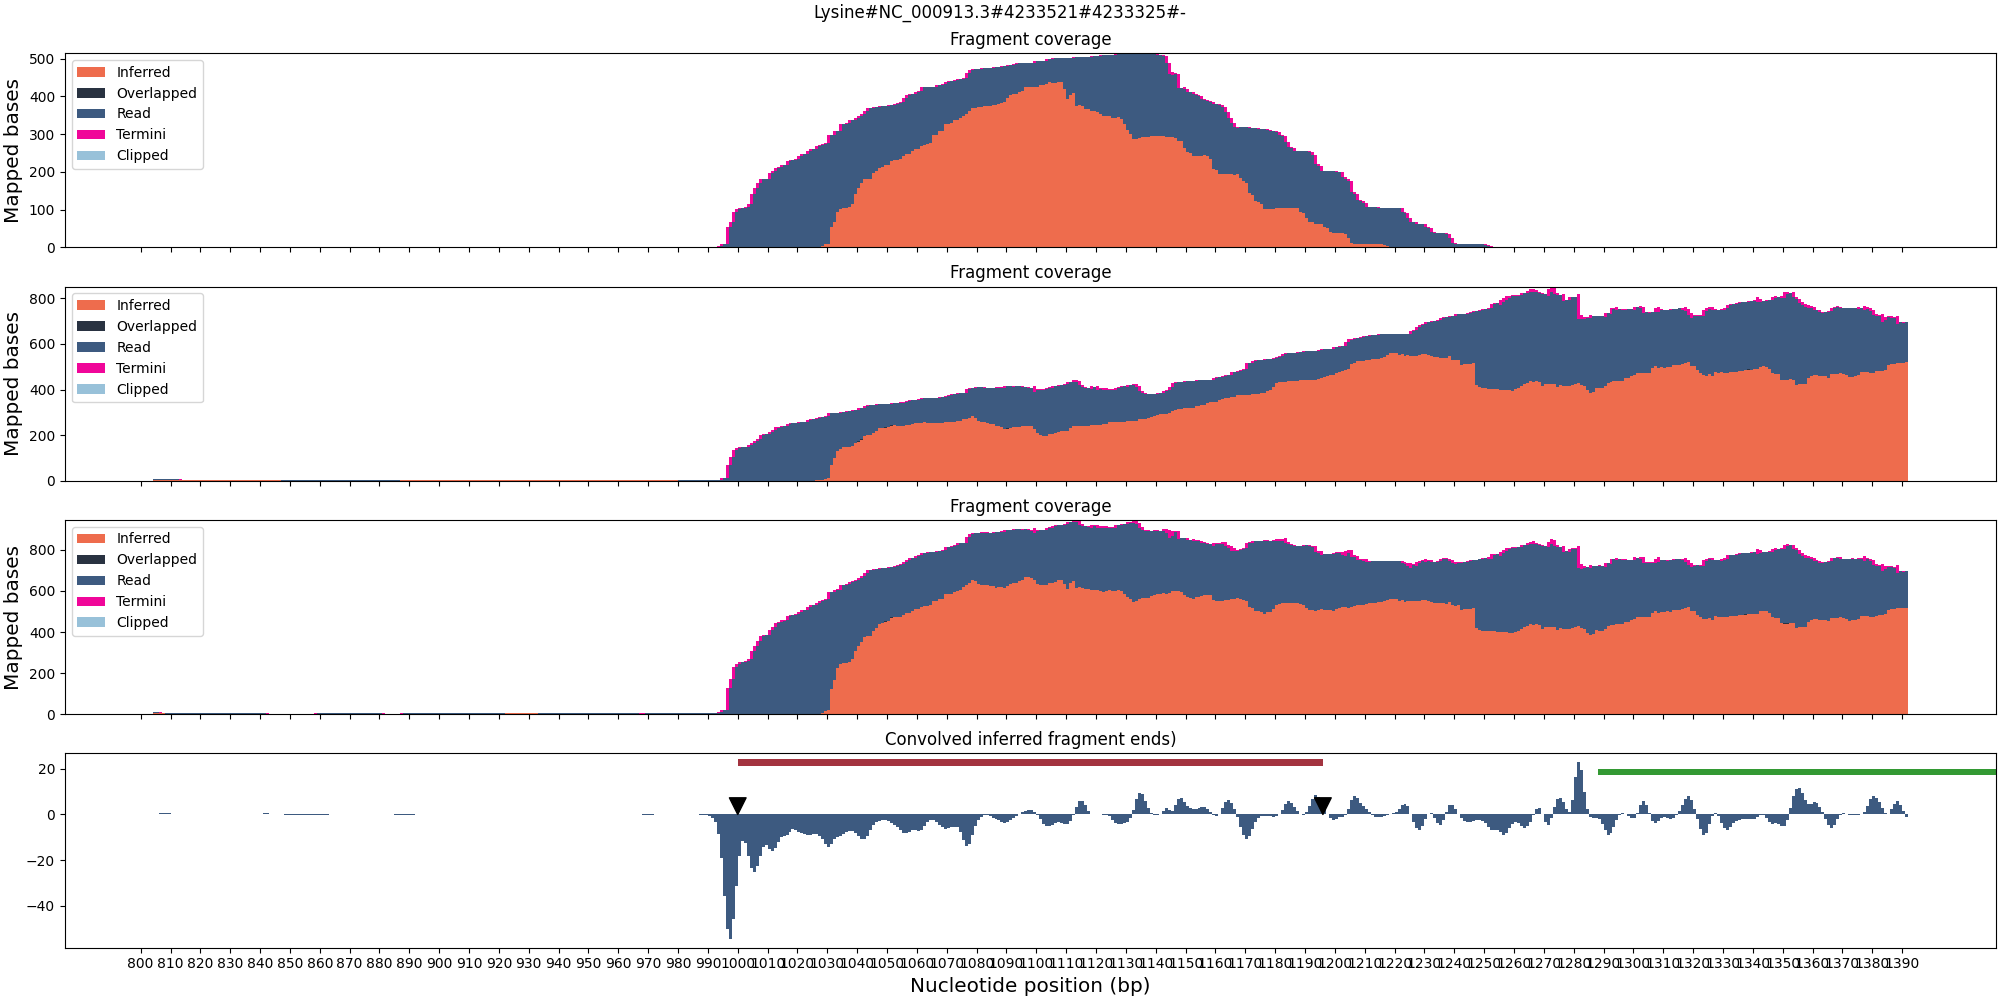 Lysine#NC_000913.3#4233521#4233325#-
Fragment coverage
Mapped bases
500
400
300
200
100
0
Inferred
Overlapped
Read
Termini
Clipped
Fragment coverage
Mapped bases
800
600
400
200
0
Inferred
Overlapped
Read
Termini
Clipped
Fragment coverage
Mapped bases
800
600
400
200
0
Inferred
Overlapped
Read
Termini
Clipped
Convolved inferred fragment ends)
20
0
−20
−40
800 810 820 830 840 850 860 870 880 890 900 910 920 930 940 950 960 970 980 990 1000 1010 1020 1030 1040 1050 1060 1070 1080 1090 1100 1110 1120 1130 1140 1150 1160 1170 1180 1190 1200 1210 1220 1230 1240 1250 1260 1270 1280 1290 1300 1310 1320 1330 1340 1350 1360 1370 1380 1390
Nucleotide position (bp)